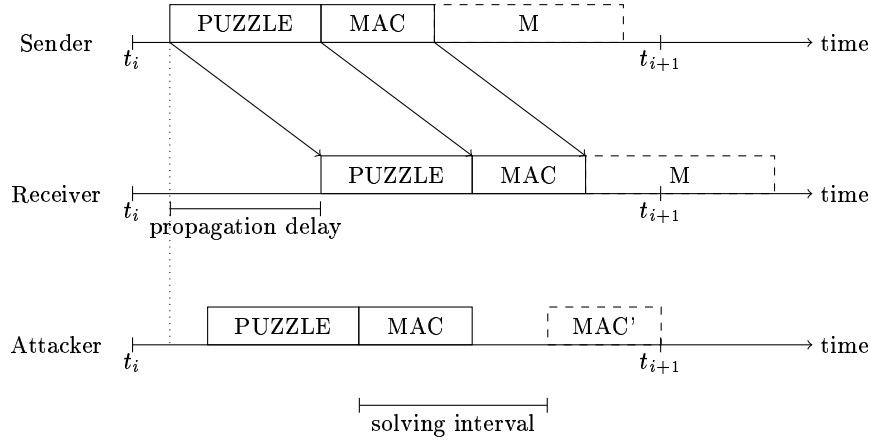 PUZZLE MAC M
Sender time
t_i t_{i+1}
PUZZLE MAC M
Receiver time
t_i t_{i+1}
propagation delay
PUZZLE MAC MAC'
Attacker time
t_i t_{i+1}
solving interval